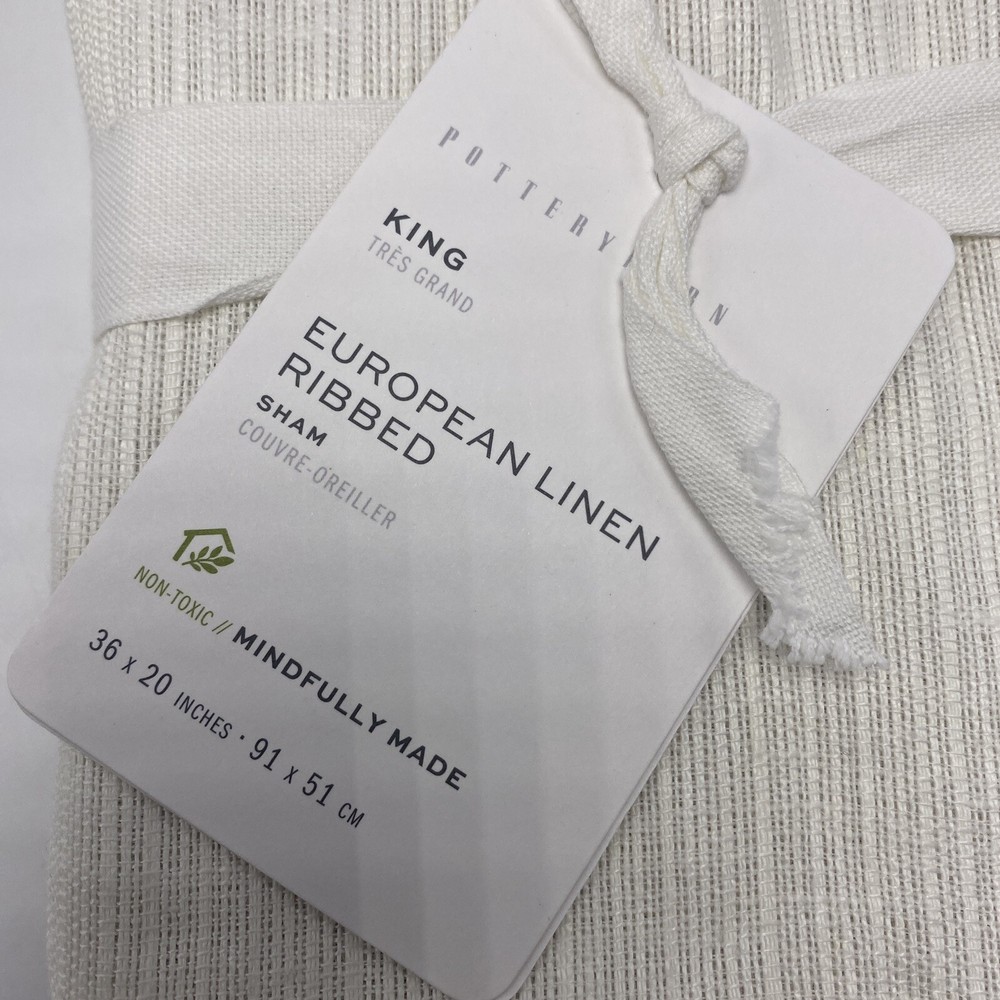 POTTERY
KING
TRÈS GRAND
EUROPEAN LINEN
RIBBED
SHAM
COUVRE-OREILLER
NON-TOXIC // MINDFULLY MADE
36 x 20 INCHES · 91 x 51 CM